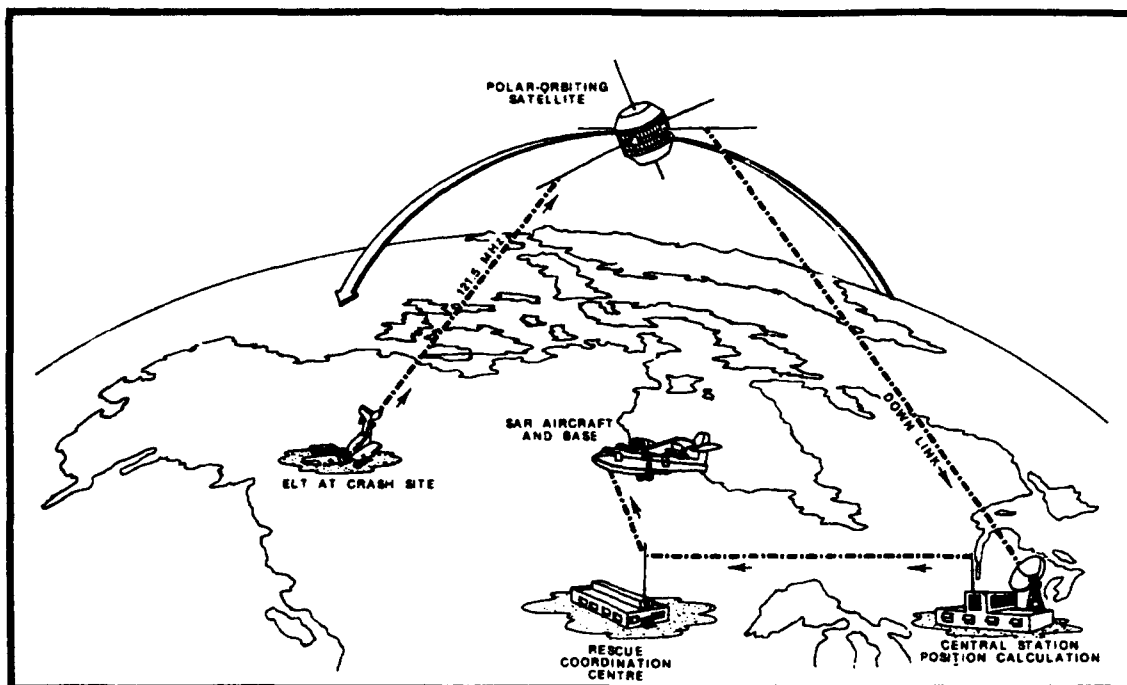 POLAR-ORBITING
SATELLITE
121.5 MHZ
DOWN LINK
SAR AIRCRAFT
AND BASE
ELT AT CRASH SITE
RESCUE
COORDINATION
CENTRE
CENTRAL STATION
POSITION CALCULATION